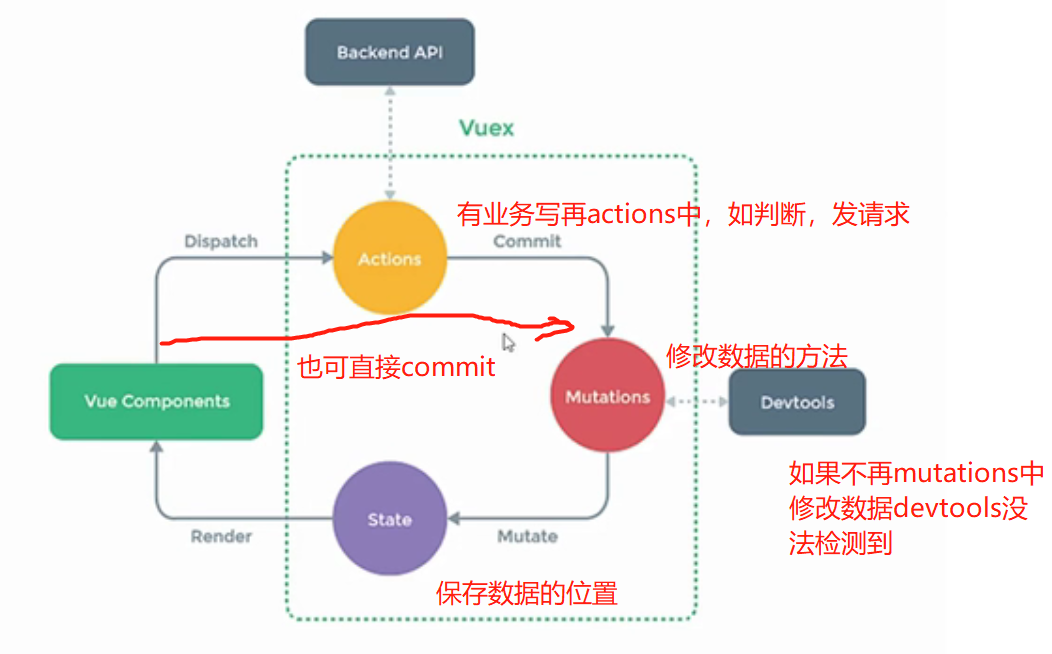 Backend API
Vuex
有业务写再actions中，如判断，发请求
Dispatch
Commit
Actions
也可直接commit
修改数据的方法
Vue Components
Mutations
Devtools
如果不再mutations中
修改数据devtools没
法检测到
State
Render
Mutate
保存数据的位置